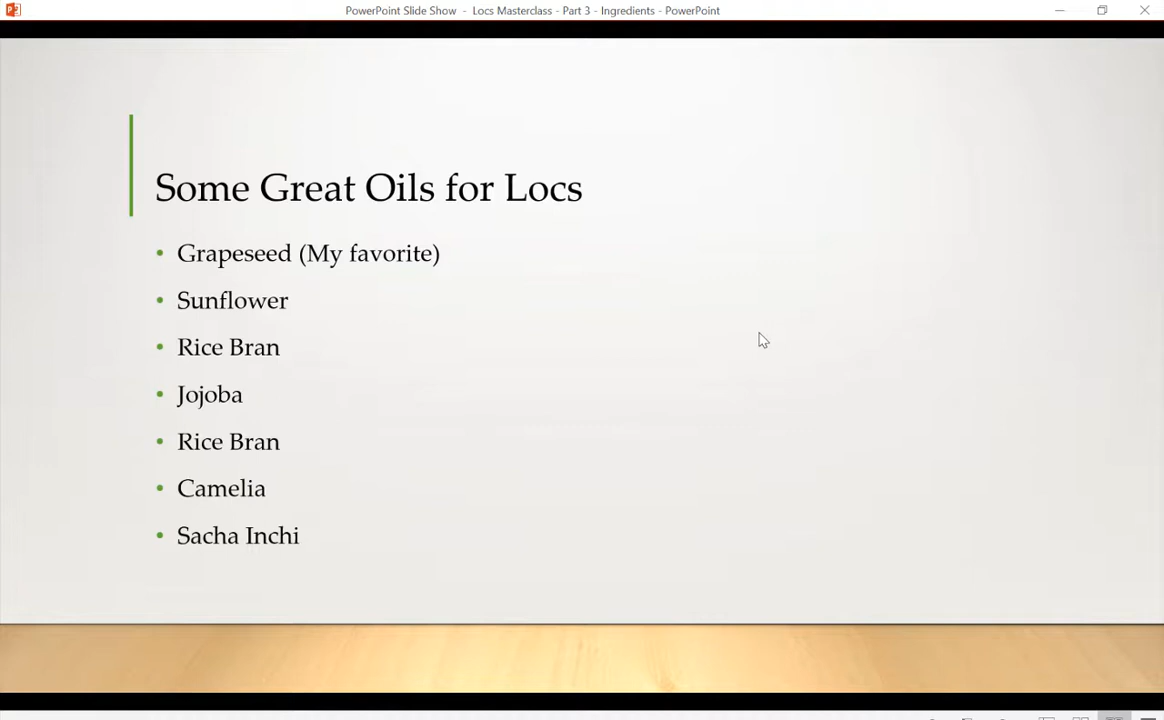 PowerPoint Slide Show - Locs Masterclass - Part 3 - Ingredients - PowerPoint
Some Great Oils for Locs
• Grapeseed (My favorite)
• Sunflower
• Rice Bran
• Jojoba
• Rice Bran
• Camelia
• Sacha Inchi